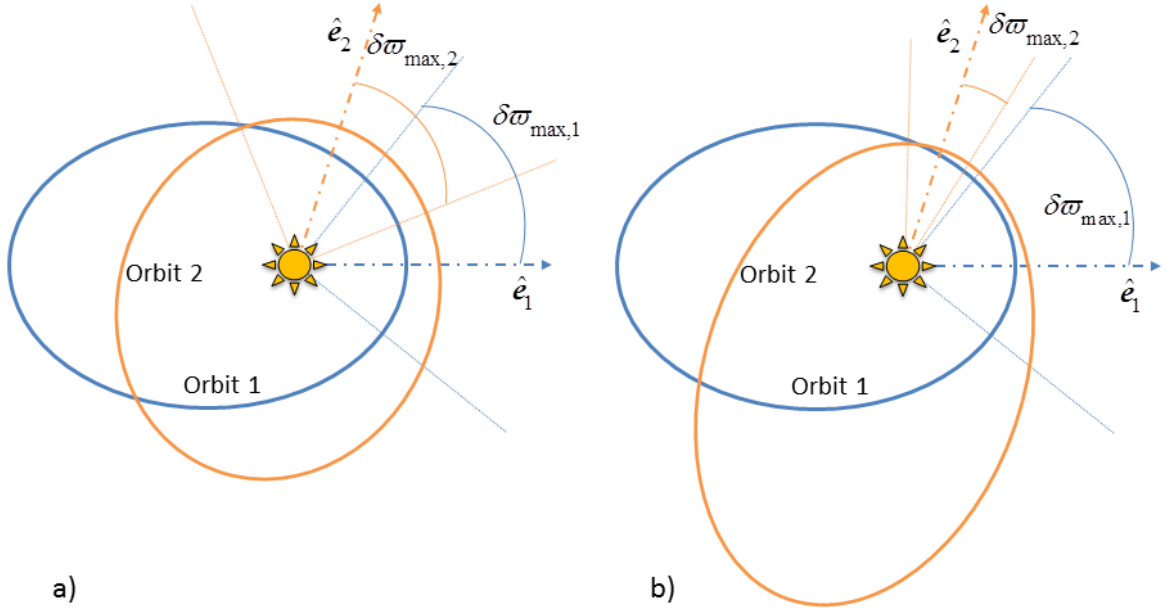 ê₂
δϖmax,2
δϖmax,1
Orbit 2
ê₁
Orbit 1
a)
ê₂
δϖmax,2
δϖmax,1
Orbit 2
ê₁
Orbit 1
b)